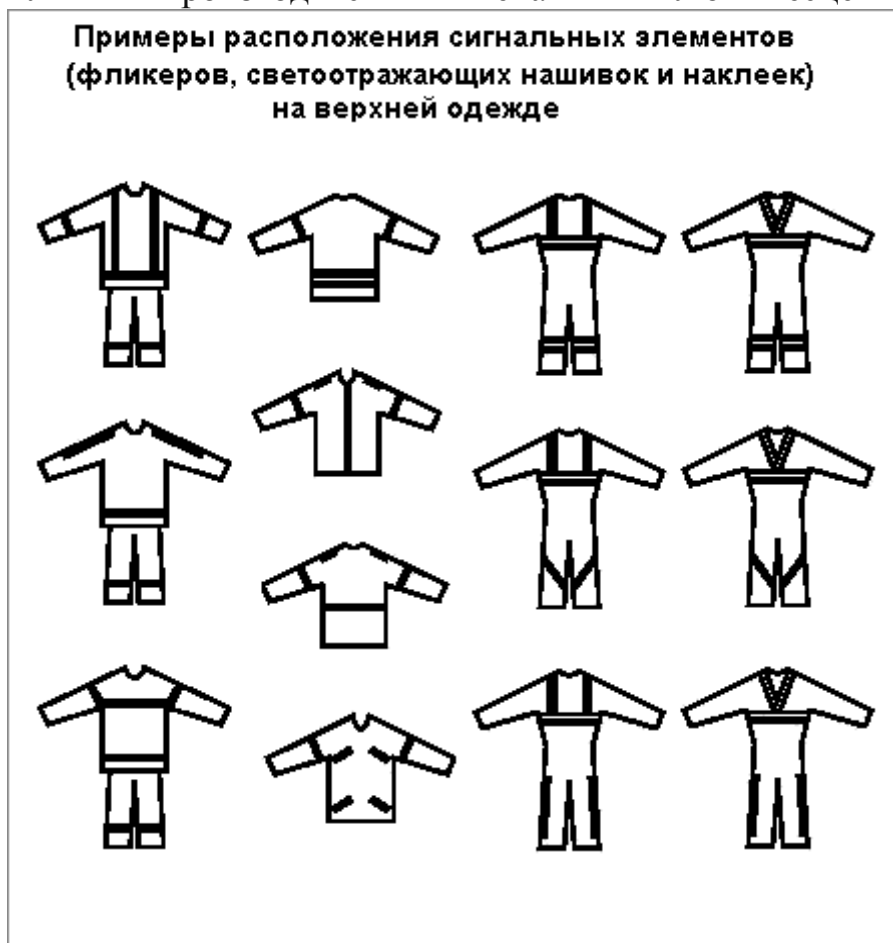 Примеры расположения сигнальных элементов
(фликеров, светоотражающих нашивок и наклеек)
на верхней одежде